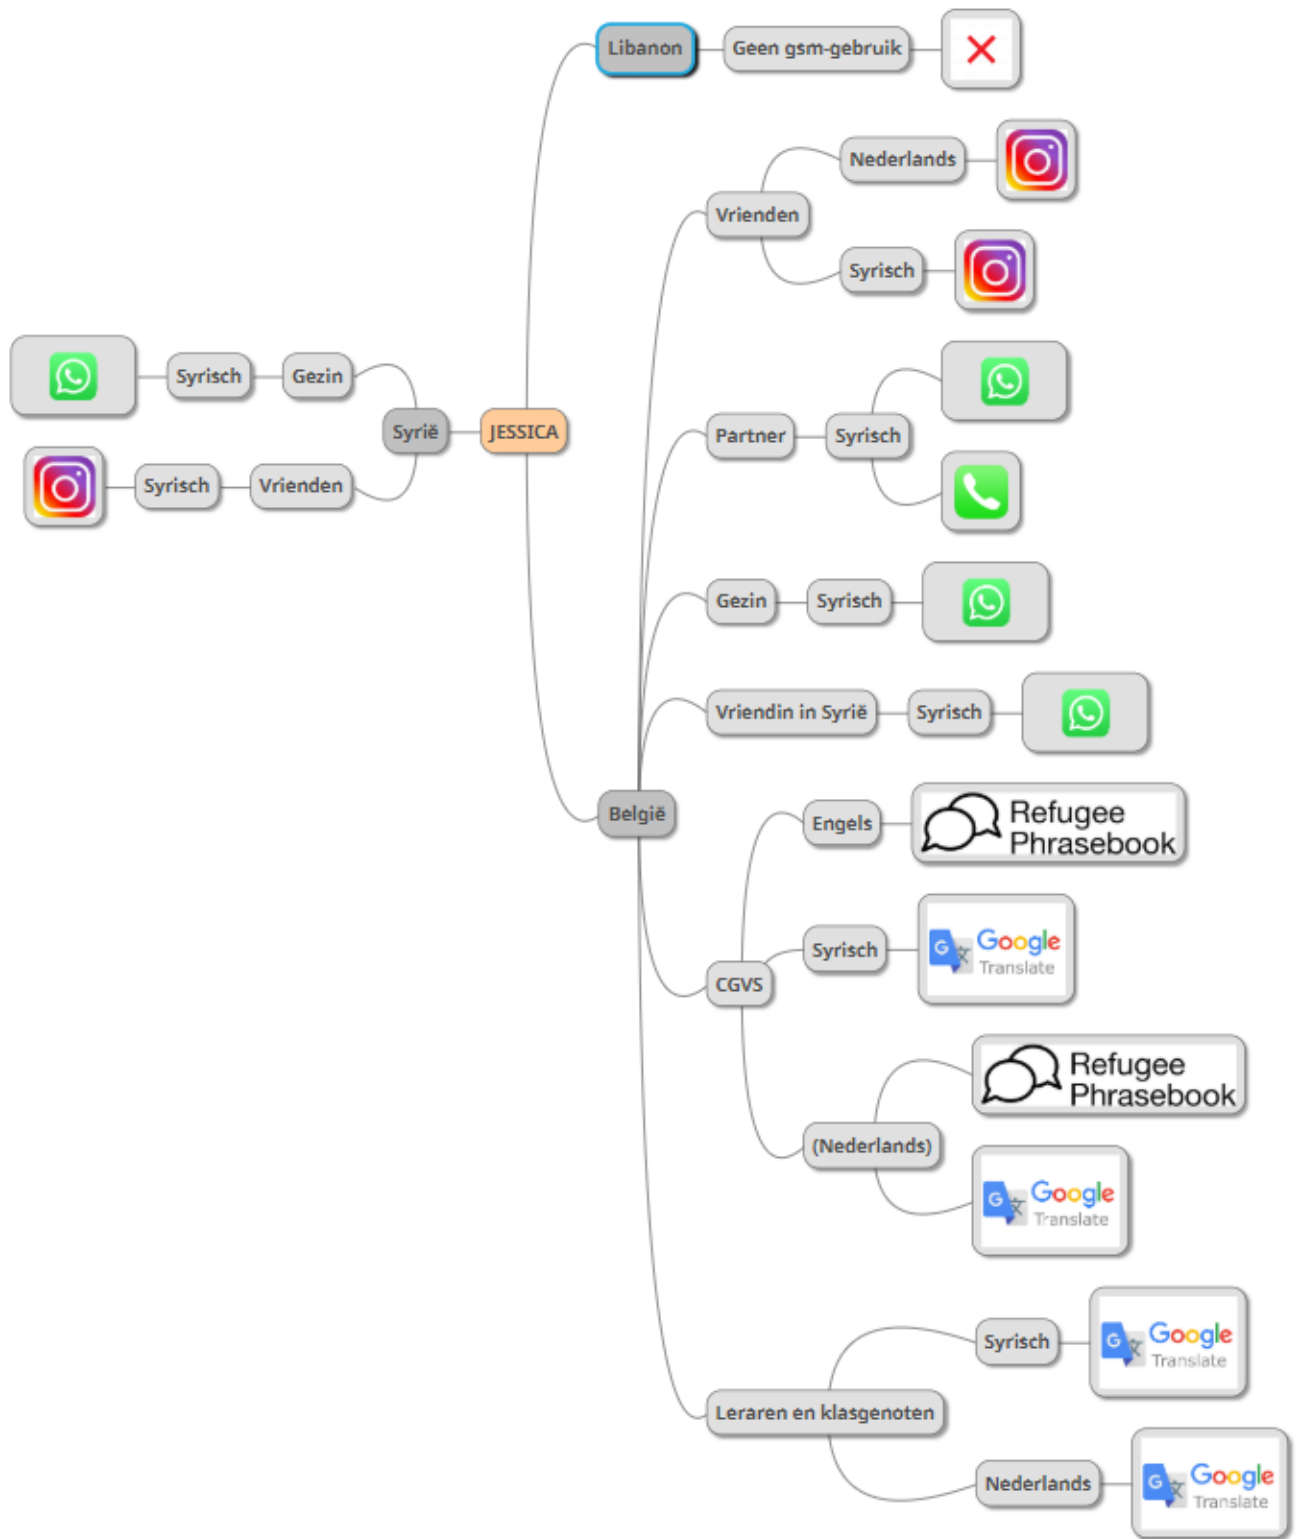 Libanon
Geen gsm-gebruik
Vrienden
Nederlands
Syrisch
Syrisch
Gezin
Syrië
JESSICA
Syrisch
Vrienden
Partner
Syrisch
Gezin
Syrisch
Vriendin in Syrië
Syrisch
België
CGVS
Engels
Refugee
Phrasebook
Syrisch
Google
Translate
(Nederlands)
Refugee
Phrasebook
Google
Translate
Leraren en klasgenoten
Syrisch
Google
Translate
Nederlands
Google
Translate